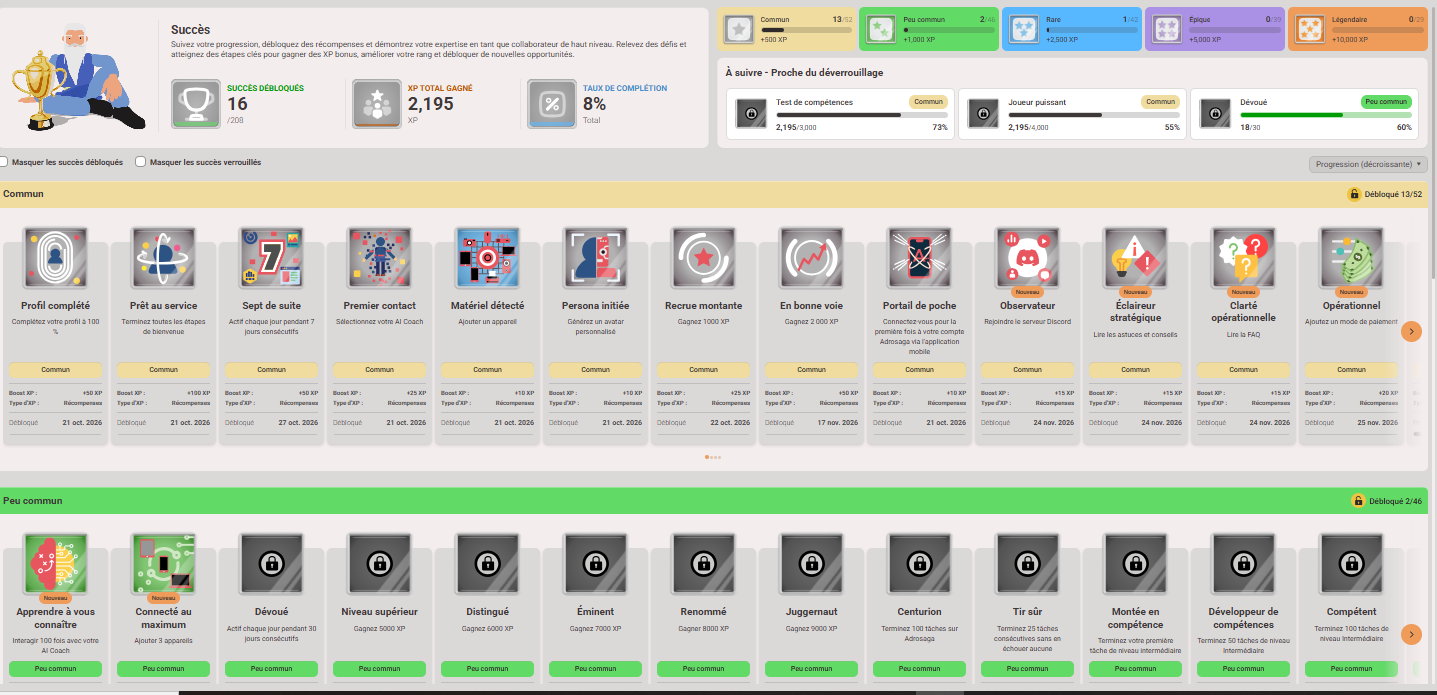 Succès
Suivez votre progression, débloquez des récompenses et démontrez votre expertise en tant que collaborateur de haut niveau. Relevez des défis et
atteignez des étapes clés pour gagner des XP bonus, améliorer votre rang et débloquer de nouvelles opportunités.
SUCCÈS DÉBLOQUÉS
16
/208
XP TOTAL GAGNÉ
2,195
XP
TAUX DE COMPLÉTION
8%
Total
Commun 13/52
+500 XP
Peu commun 2/46
+1,000 XP
Rare 1/42
+2,500 XP
Épique 0/39
+5,000 XP
Légendaire 0/29
+10,000 XP
À suivre - Proche du déverrouillage
Test de compétences Commun
2,195/3,000 73%
Joueur puissant Commun
2,195/4,000 55%
Dévoué Peu commun
18/30 60%
Masquer les succès débloqués Masquer les succès verrouillés
Progression (décroissante)
Commun Débloqué 13/52
Profil complété
Complétez votre profil à 100
%
Commun
Boost XP : +50 XP
Type d'XP : Récompenses
Débloqué 21 oct. 2026
Prêt au service
Terminez toutes les étapes
de bienvenue
Commun
Boost XP : +100 XP
Type d'XP : Récompenses
Débloqué 21 oct. 2026
7
Sept de suite
Actif chaque jour pendant 7
jours consécutifs
Commun
Boost XP : +50 XP
Type d'XP : Récompenses
Débloqué 27 oct. 2026
Premier contact
Sélectionnez votre AI Coach
Commun
Boost XP : +25 XP
Type d'XP : Récompenses
Débloqué 21 oct. 2026
Matériel détecté
Ajouter un appareil
Commun
Boost XP : +10 XP
Type d'XP : Récompenses
Débloqué 21 oct. 2026
Persona initiée
Générez un avatar
personnalisé
Commun
Boost XP : +10 XP
Type d'XP : Récompenses
Débloqué 21 oct. 2026
Recrue montante
Gagnez 1000 XP
Commun
Boost XP : +25 XP
Type d'XP : Récompenses
Débloqué 22 oct. 2026
En bonne voie
Gagnez 2 000 XP
Commun
Boost XP : +50 XP
Type d'XP : Récompenses
Débloqué 17 nov. 2026
Portail de poche
Connectez-vous pour la
première fois à votre compte
Adrosaga via l'application
mobile
Commun
Boost XP : +10 XP
Type d'XP : Récompenses
Débloqué 21 oct. 2026
Nouveau
Observateur
Rejoindre le serveur Discord
Commun
Boost XP : +15 XP
Type d'XP : Récompenses
Débloqué 24 nov. 2026
Nouveau
Éclaireur
stratégique
Lire les astuces et conseils
Commun
Boost XP : +15 XP
Type d'XP : Récompenses
Débloqué 24 nov. 2026
Nouveau
Clarté
opérationnelle
Lire la FAQ
Commun
Boost XP : +15 XP
Type d'XP : Récompenses
Débloqué 24 nov. 2026
Nouveau
Opérationnel
Ajoutez un mode de paiement
Commun
Boost XP : +20 XP
Type d'XP : Récompenses
Débloqué 25 nov. 2026
Peu commun Débloqué 2/46
Nouveau
Apprendre à vous
connaître
Interagir 100 fois avec votre
AI Coach
Peu commun
Nouveau
Connecté au
maximum
Ajouter 3 appareils
Peu commun
Dévoué
Actif chaque jour pendant 30
jours consécutifs
Peu commun
Niveau supérieur
Gagnez 5000 XP
Peu commun
Distingué
Gagnez 6000 XP
Peu commun
Éminent
Gagnez 7000 XP
Peu commun
Renommé
Gagner 8000 XP
Peu commun
Juggernaut
Gagnez 9000 XP
Peu commun
Centurion
Terminez 100 tâches sur
Adrosaga
Peu commun
Tir sûr
Terminez 25 tâches
consécutives sans en
échouer aucune
Peu commun
Montée en
compétence
Terminez votre première
tâche de niveau Intermédiaire
Peu commun
Développeur de
compétences
Terminez 50 tâches de niveau
Intermédiaire
Peu commun
Compétent
Terminez 100 tâches de
niveau Intermédiaire
Peu commun